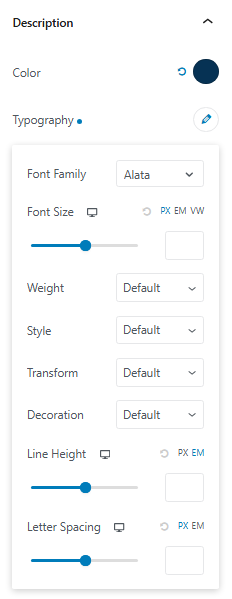 Description
Color
Typography
Font Family Alata
Font Size PX EM VW
Weight Default
Style Default
Transform Default
Decoration Default
Line Height PX EM
Letter Spacing PX EM